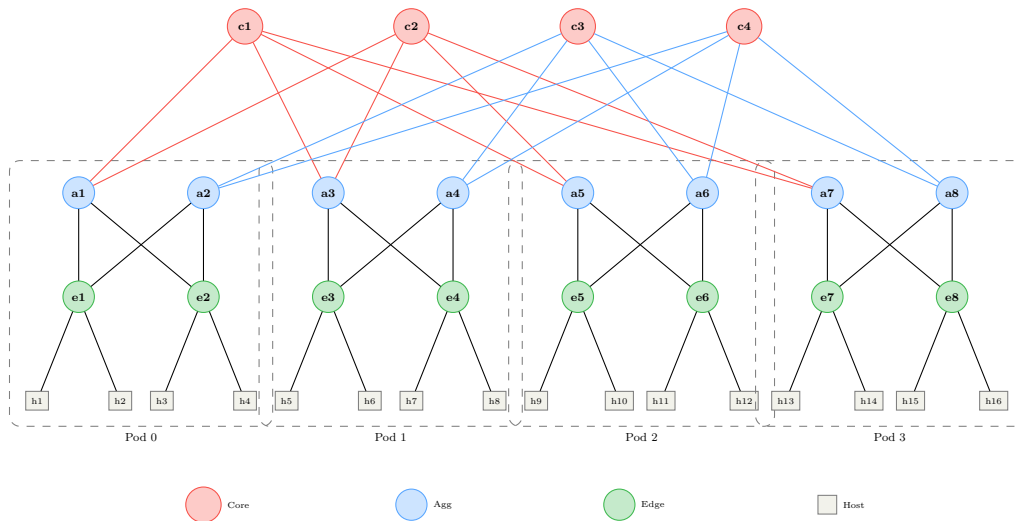 c1 c2 c3 c4
a1 a2 a3 a4 a5 a6 a7 a8
e1 e2 e3 e4 e5 e6 e7 e8
h1 h2 h3 h4 h5 h6 h7 h8 h9 h10 h11 h12 h13 h14 h15 h16
Pod 0 Pod 1 Pod 2 Pod 3
Core Agg Edge Host